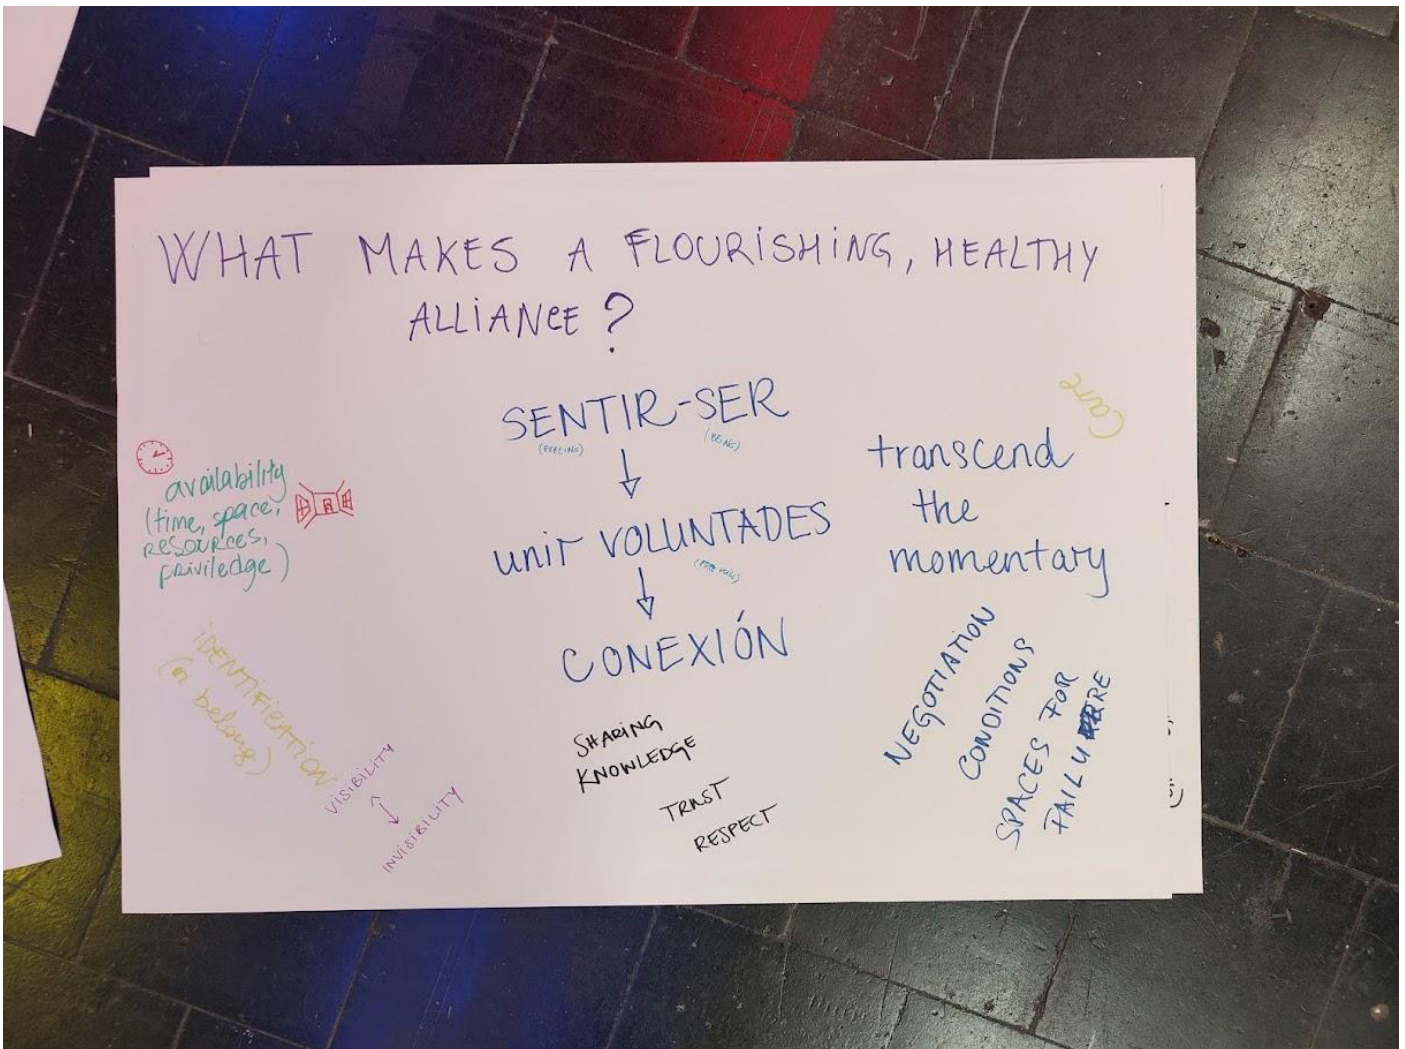 WHAT MAKES A FLOURISHING, HEALTHY
ALLIANCE?
SENTIR-SER
(FEELING)
(BEING)
unir VOLUNTADES
CONEXIÓN
Care
transcend
the
momentary
availability
(time, space,
RESOURCES,
priviledge)
IDENTIFICATION
(or belong)
VISIBILITY
INVISIBILITY
SHARING
KNOWLEDGE
TRUST
RESPECT
NEGOTIATION
CONDITIONS
SPACES FOR
FAILURE